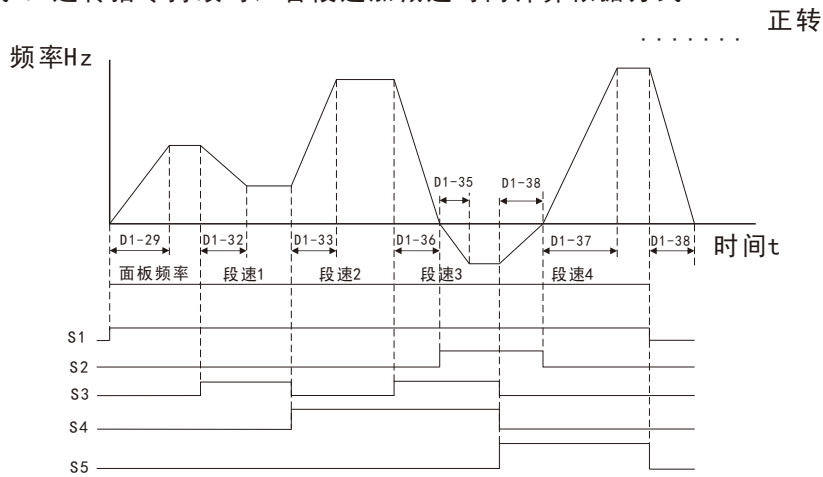 正转
.......
频率Hz
D1-35
D1-38
D1-29
D1-32
D1-33
D1-36
D1-37
D1-38
时间t
面板频率
段速1
段速2
段速3
段速4
S1
S2
S3
S4
S5